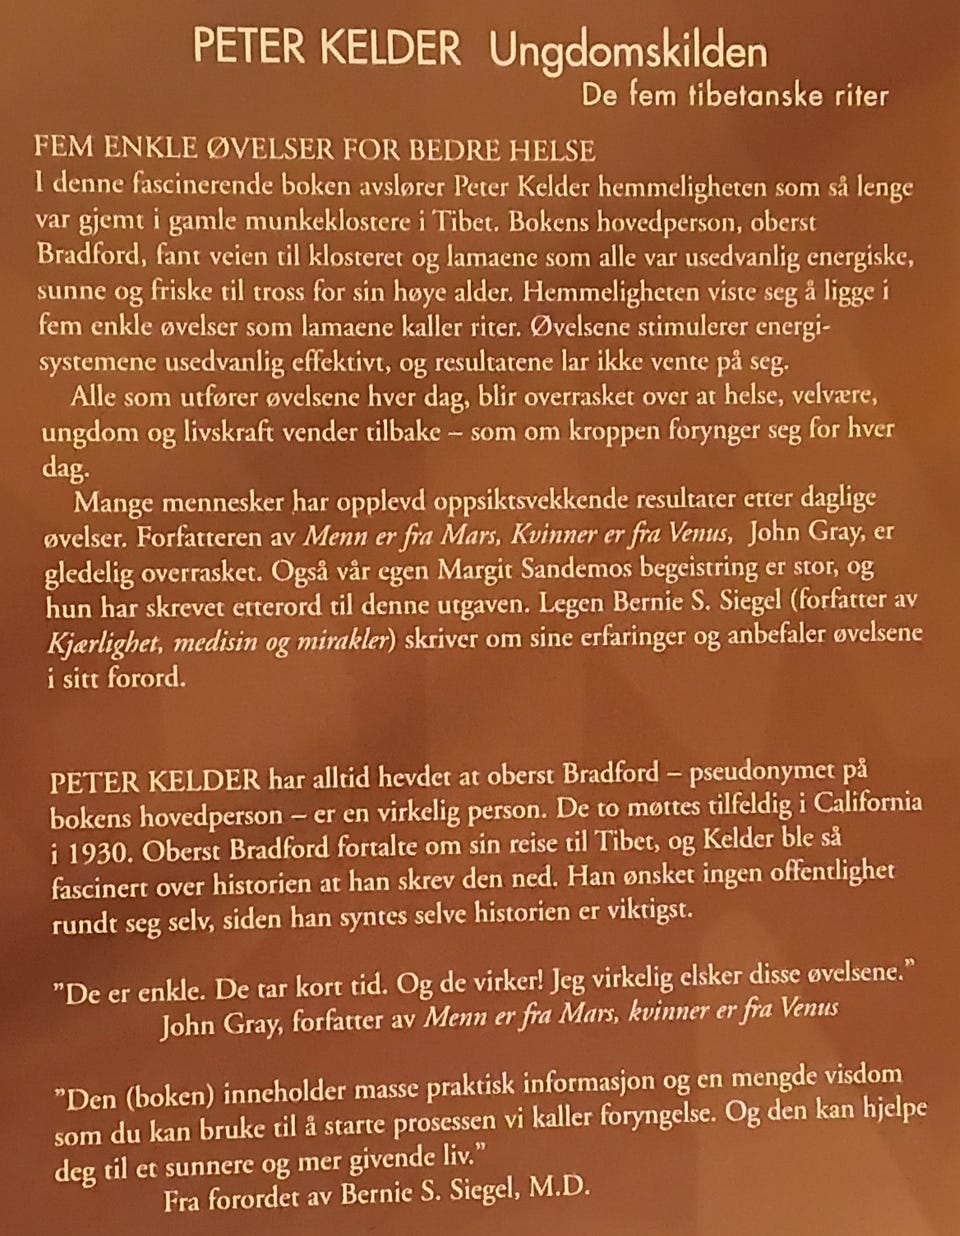 PETER KELDER Ungdomskilden
De fem tibetanske riter
FEM ENKLE ØVELSER FOR BEDRE HELSE
I denne fascinerende boken avslører Peter Kelder hemmeligheten som så lenge
var gjemt i gamle munkeklostere i Tibet. Bokens hovedperson, oberst
Bradford, fant veien til klosteret og lamaene som alle var usedvanlig energiske,
sunne og friske til tross for sin høye alder. Hemmeligheten viste seg å ligge i
fem enkle øvelser som lamaene kaller riter. Øvelsene stimulerer energi-
systemene usedvanlig effektivt, og resultatene lar ikke vente på seg.
Alle som utfører øvelsene hver dag, blir overrasket over at helse, velvære,
ungdom og livskraft vender tilbake – som om kroppen forynger seg for hver
dag.
Mange mennesker har opplevd oppsiktsvekkende resultater etter daglige
øvelser. Forfatteren av Menn er fra Mars, Kvinner er fra Venus, John Gray, er
gledelig overrasket. Også vår egen Margit Sandemos begeistring er stor, og
hun har skrevet etterord til denne utgaven. Legen Bernie S. Siegel (forfatter av
Kjærlighet, medisin og mirakler) skriver om sine erfaringer og anbefaler øvelsene
i sitt forord.
PETER KELDER har alltid hevdet at oberst Bradford – pseudonymet på
bokens hovedperson – er en virkelig person. De to møttes tilfeldig i California
i 1930. Oberst Bradford fortalte om sin reise til Tibet, og Kelder ble så
fascinert over historien at han skrev den ned. Han ønsket ingen offentlighet
rundt seg selv, siden han syntes selve historien er viktigst.
”De er enkle. De tar kort tid. Og de virker! Jeg virkelig elsker disse øvelsene.”
John Gray, forfatter av Menn er fra Mars, kvinner er fra Venus
”Den (boken) inneholder masse praktisk informasjon og en mengde visdom
som du kan bruke til å starte prosessen vi kaller foryngelse. Og den kan hjelpe
deg til et sunnere og mer givende liv.”
Fra forordet av Bernie S. Siegel, M.D.